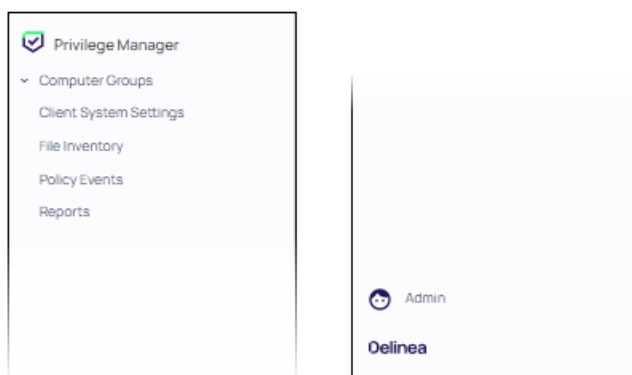 Privilege Manager
Computer Groups
Client System Settings
File Inventory
Policy Events
Reports
Admin
Delinea